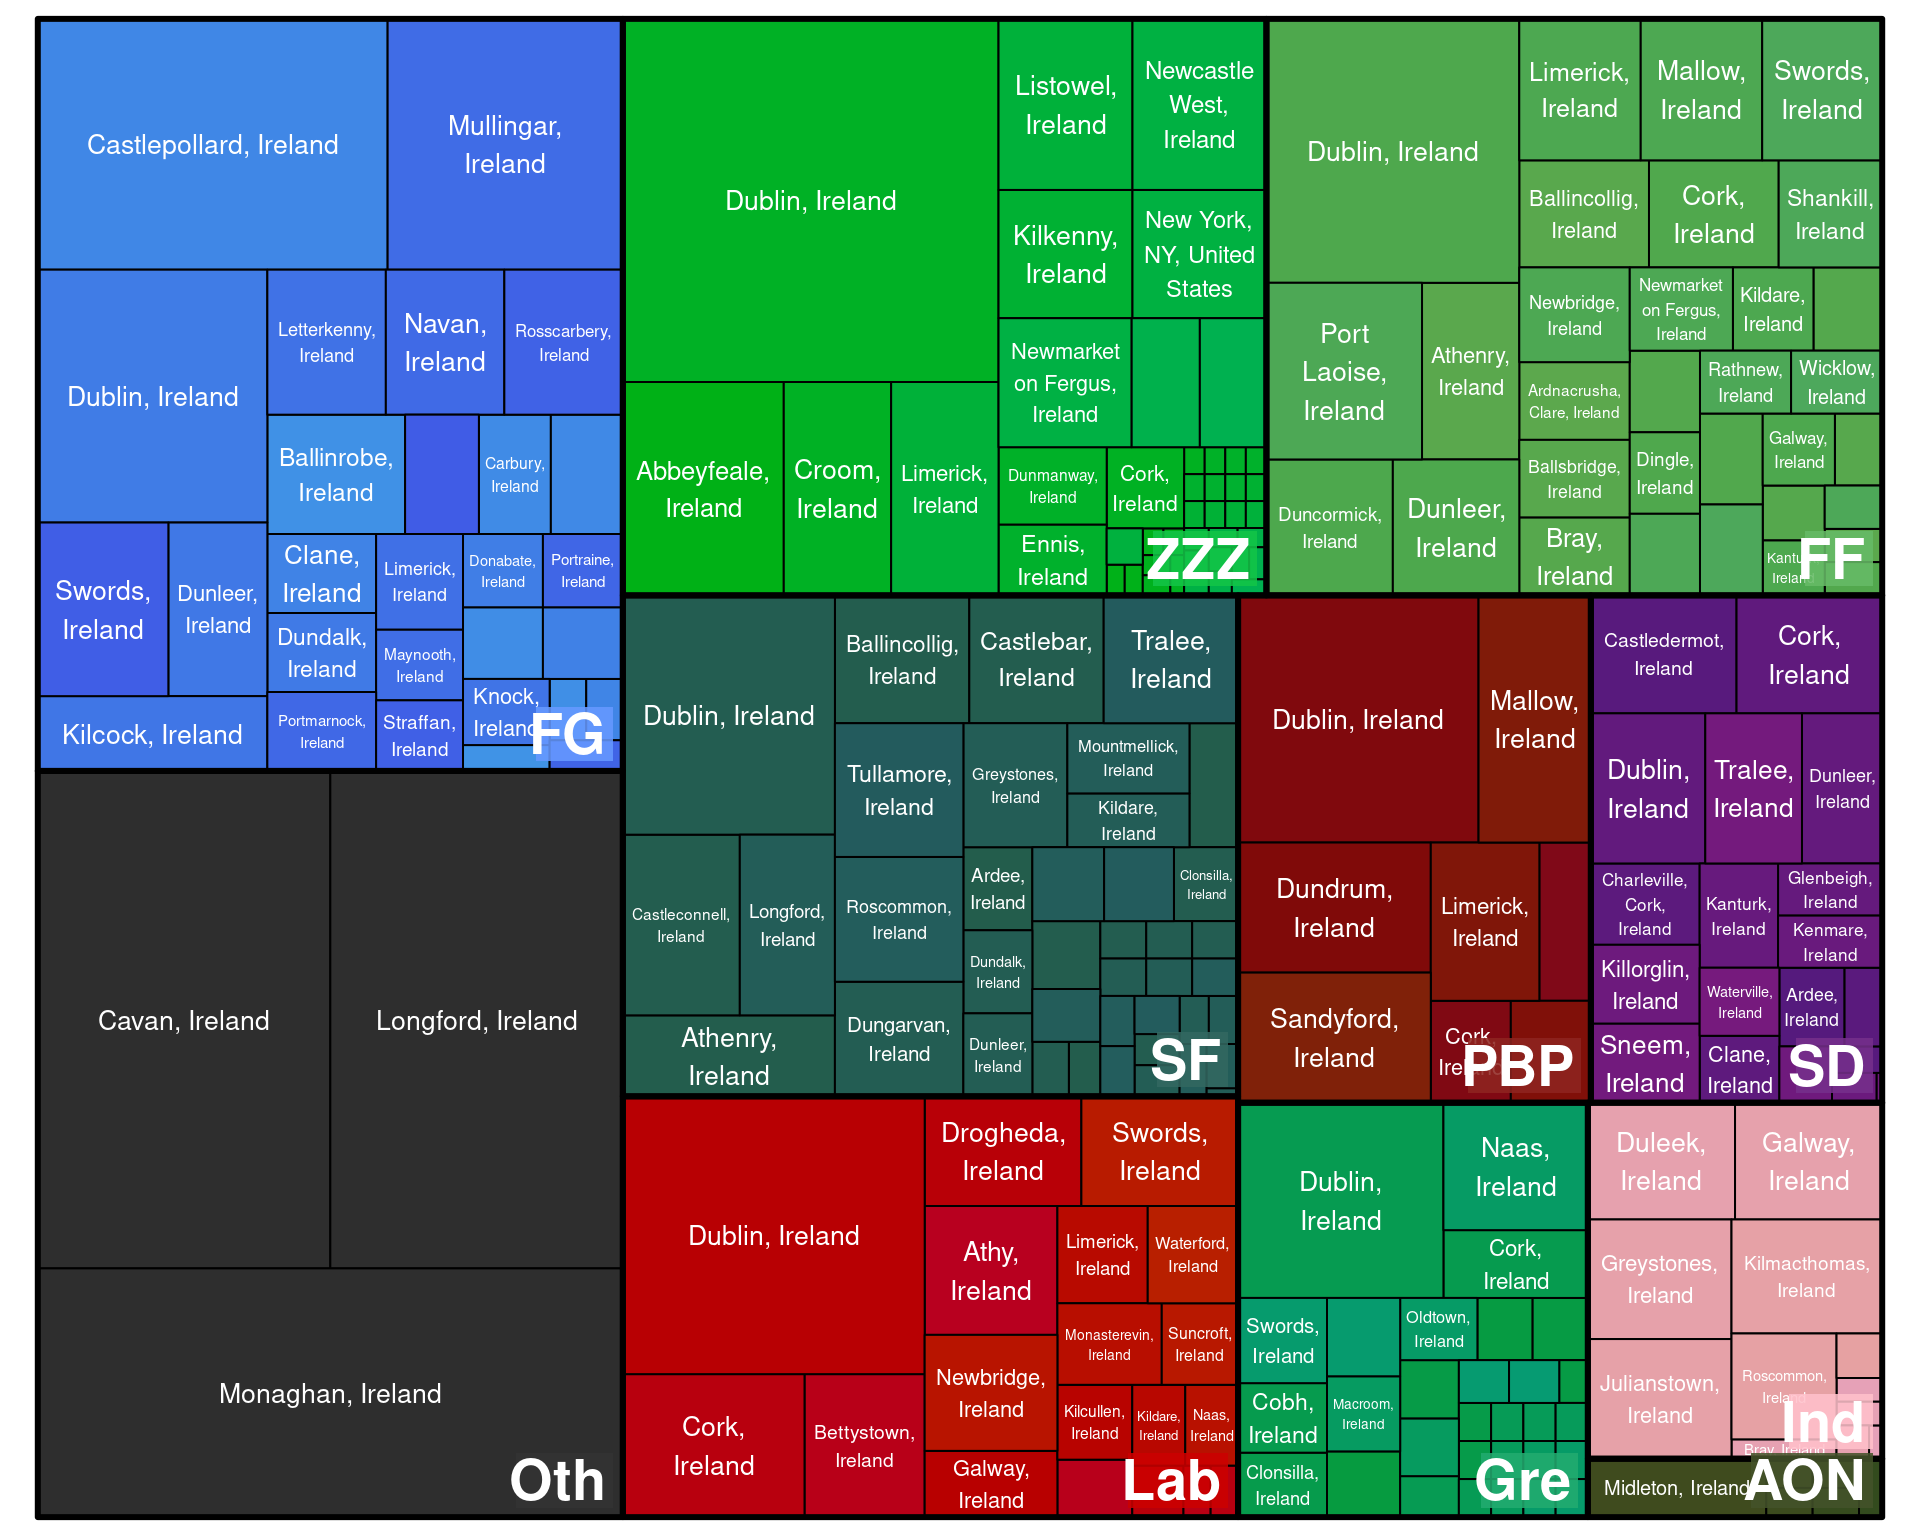 Castlepollard, Ireland
Mullingar,
Ireland
Dublin, Ireland
Letterkenny,
Ireland
Navan,
Ireland
Rosscarbery,
Ireland
Ballinrobe,
Ireland
Carbury,
Ireland
Swords,
Ireland
Dunleer,
Ireland
Kilcock, Ireland
Clane,
Ireland
Dundalk,
Ireland
Portmarnock,
Ireland
Limerick,
Ireland
Maynooth,
Ireland
Straffan,
Ireland
Donabate,
Ireland
Portraine,
Ireland
Knock,
Ireland
FG
Cavan, Ireland
Longford, Ireland
Monaghan, Ireland
Oth
Dublin, Ireland
Listowel,
Ireland
Newcastle
West,
Ireland
Kilkenny,
Ireland
New York,
NY, United
States
Newmarket
on Fergus,
Ireland
Abbeyfeale,
Ireland
Croom,
Ireland
Limerick,
Ireland
Dunmanway,
Ireland
Cork,
Ireland
Ennis,
Ireland
ZZZ
Dublin, Ireland
Limerick,
Ireland
Mallow,
Ireland
Swords,
Ireland
Ballincollig,
Ireland
Cork,
Ireland
Shankill,
Ireland
Port
Laoise,
Ireland
Athenry,
Ireland
Duncormick,
Ireland
Dunleer,
Ireland
Newbridge,
Ireland
Newmarket
on Fergus,
Ireland
Kildare,
Ireland
Ardnacrusha,
Clare, Ireland
Rathnew,
Ireland
Wicklow,
Ireland
Ballsbridge,
Ireland
Dingle,
Ireland
Galway,
Ireland
Bray,
Ireland
Ireland
FF
Dublin, Ireland
Ballincollig,
Ireland
Castlebar,
Ireland
Tralee,
Ireland
Tullamore,
Ireland
Greystones,
Ireland
Mountmellick,
Ireland
Kildare,
Ireland
Castleconnell,
Ireland
Longford,
Ireland
Athenry,
Ireland
Roscommon,
Ireland
Dungarvan,
Ireland
Ardee,
Ireland
Clonsilla,
Ireland
Dundalk,
Ireland
Dunleer,
Ireland
SF
Dublin, Ireland
Mallow,
Ireland
Dundrum,
Ireland
Limerick,
Ireland
Sandyford,
Ireland
Cork,
Ireland
PBP
Castledermot,
Ireland
Cork,
Ireland
Dublin,
Ireland
Tralee,
Ireland
Dunleer,
Ireland
Charleville,
Cork,
Ireland
Kanturk,
Ireland
Glenbeigh,
Ireland
Kenmare,
Ireland
Killorglin,
Ireland
Waterville,
Ireland
Ardee,
Ireland
Sneem,
Ireland
Clane,
Ireland
SD
Dublin, Ireland
Drogheda,
Ireland
Swords,
Ireland
Athy,
Ireland
Limerick,
Ireland
Waterford,
Ireland
Monasterevin,
Ireland
Suncroft,
Ireland
Cork,
Ireland
Bettystown,
Ireland
Newbridge,
Ireland
Galway,
Ireland
Kilcullen,
Ireland
Kildare,
Ireland
Naas,
Ireland
Lab
Dublin,
Ireland
Naas,
Ireland
Cork,
Ireland
Swords,
Ireland
Oldtown,
Ireland
Cobh,
Ireland
Macroom,
Ireland
Clonsilla,
Ireland
Gre
Duleek,
Ireland
Galway,
Ireland
Greystones,
Ireland
Kilmacthomas,
Ireland
Julianstown,
Ireland
Roscommon,
Ireland
Bray, Ireland
Ind
Midleton, Ireland
AON